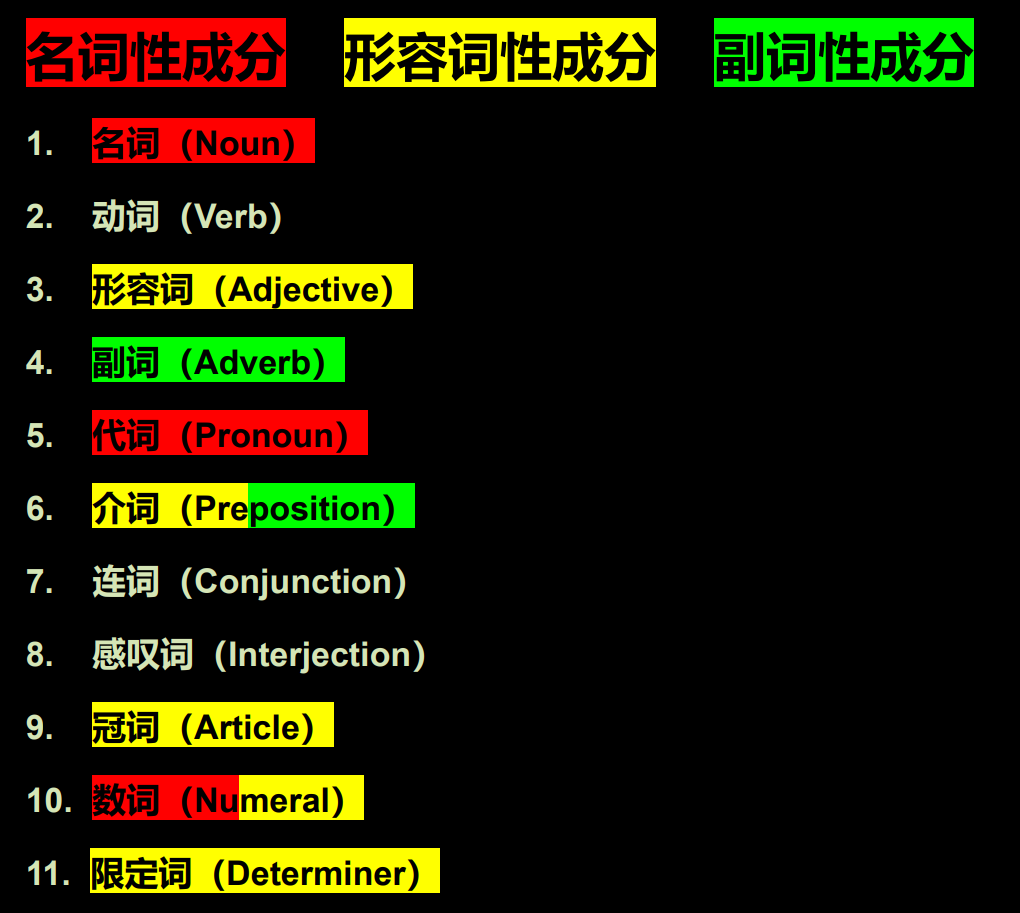 名词性成分 形容词性成分 副词性成分
1. 名词（Noun）
2. 动词（Verb）
3. 形容词（Adjective）
4. 副词（Adverb）
5. 代词（Pronoun）
6. 介词（Preposition）
7. 连词（Conjunction）
8. 感叹词（Interjection）
9. 冠词（Article）
10. 数词（Numeral）
11. 限定词（Determiner）